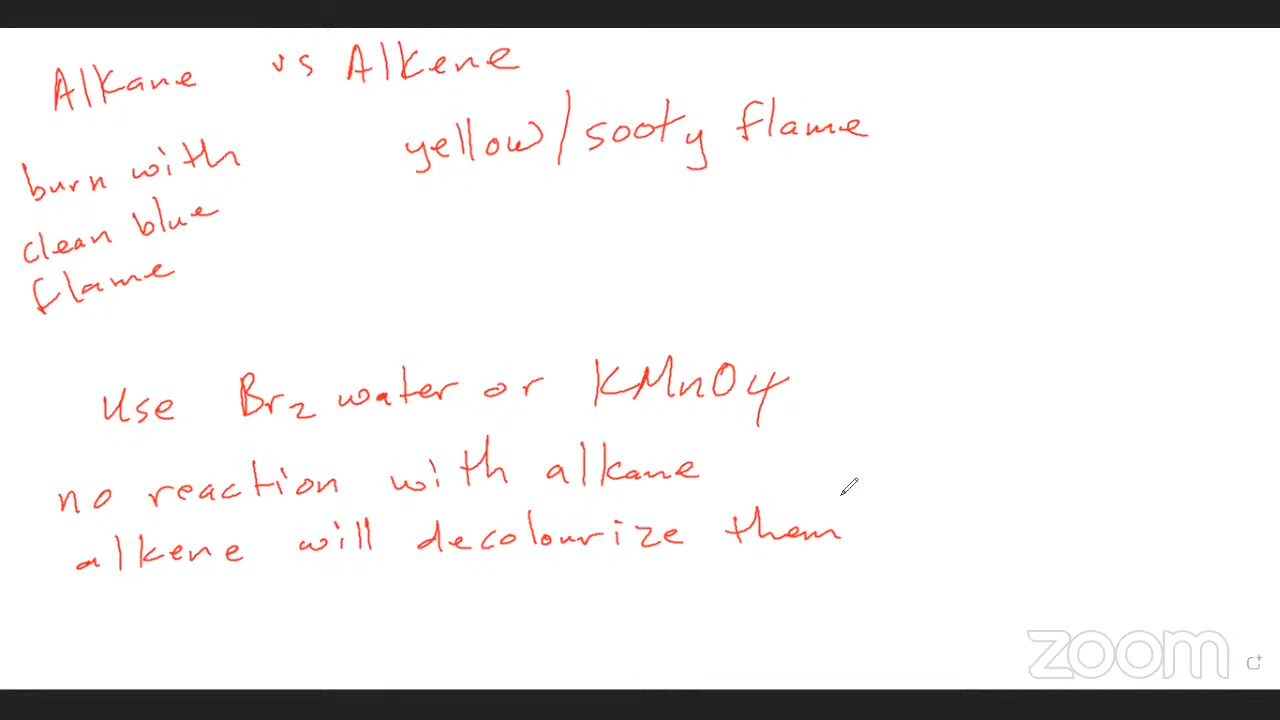 Alkane vs Alkene
burn with
clean blue
flame
yellow/sooty flame
Use Br2 water or KMnO4
no reaction with alkane
alkene will decolourize them
zoom